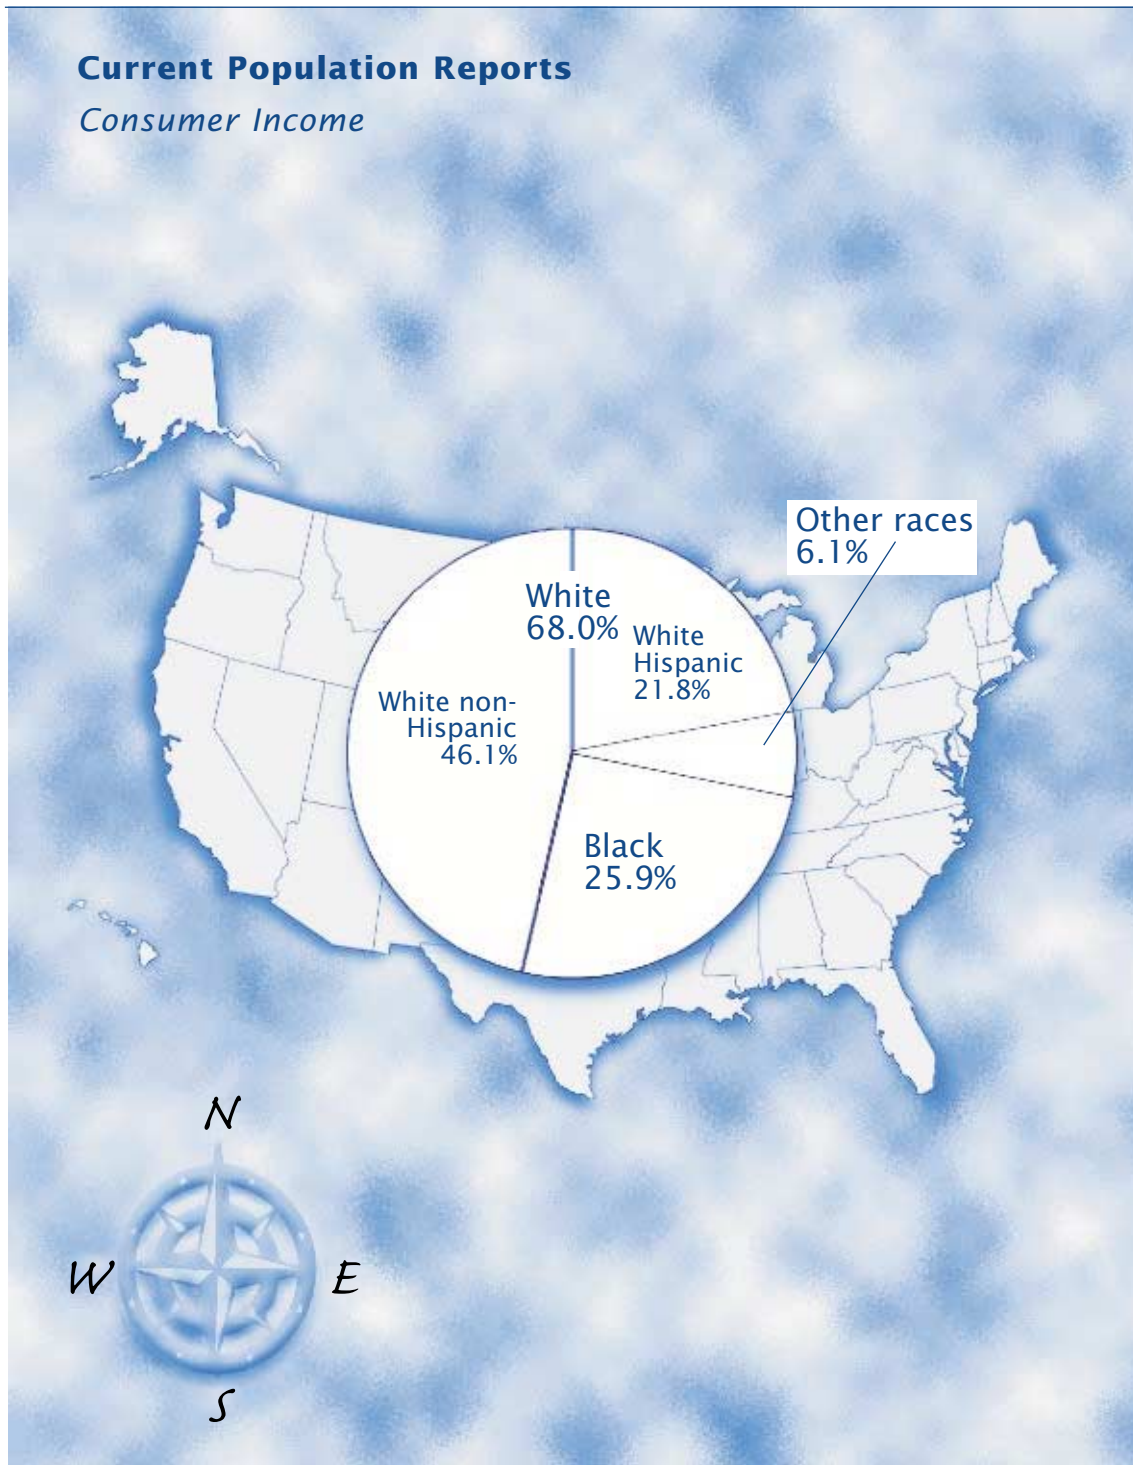 Current Population Reports
Consumer Income
Other races
6.1%
White
68.0%
White
Hispanic
21.8%
White non-
Hispanic
46.1%
Black
25.9%
N
W
E
S